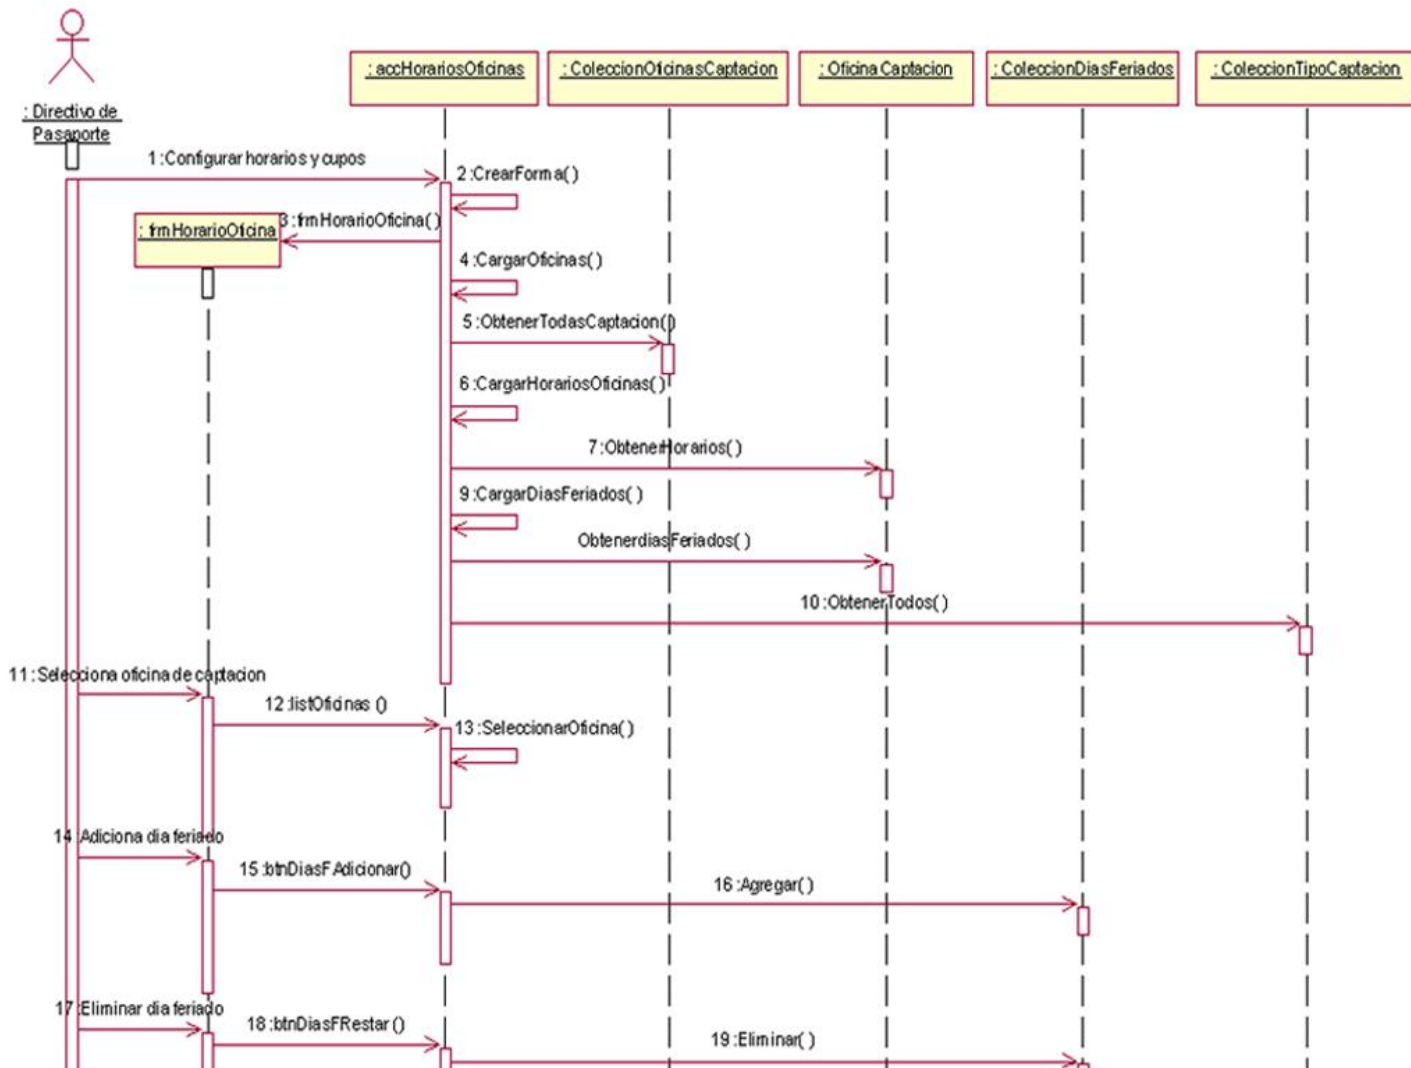 : accHorariosOficinas
: ColeccionOficinasCaptacion
: OficinaCaptacion
: ColeccionDiasFeriados
: ColeccionTipoCaptacion
: Directivo de
Pasaporte
1 :Configurar horarios y cupos
2 :CrearForma( )
3 :frmHorarioOficina( )
: frmHorarioOficina
4 :CargarOficinas( )
5 :ObtenerTodasCaptacion( )
6 :CargarHorariosOficinas( )
7 :ObtenerHorarios( )
9 :CargarDiasFeriados( )
ObtenerdiasFeriados( )
10 :ObtenerTodos( )
11 :Selecciona oficina de captacion
12 :listOficinas ()
13 :SeleccionarOficina( )
14 :Adiciona dia feriado
15 :btnDiasFAdicionar()
16 :Agregar( )
17 :Eliminar dia feriado
18 :btnDiasFRestar ()
19 :Eliminar( )